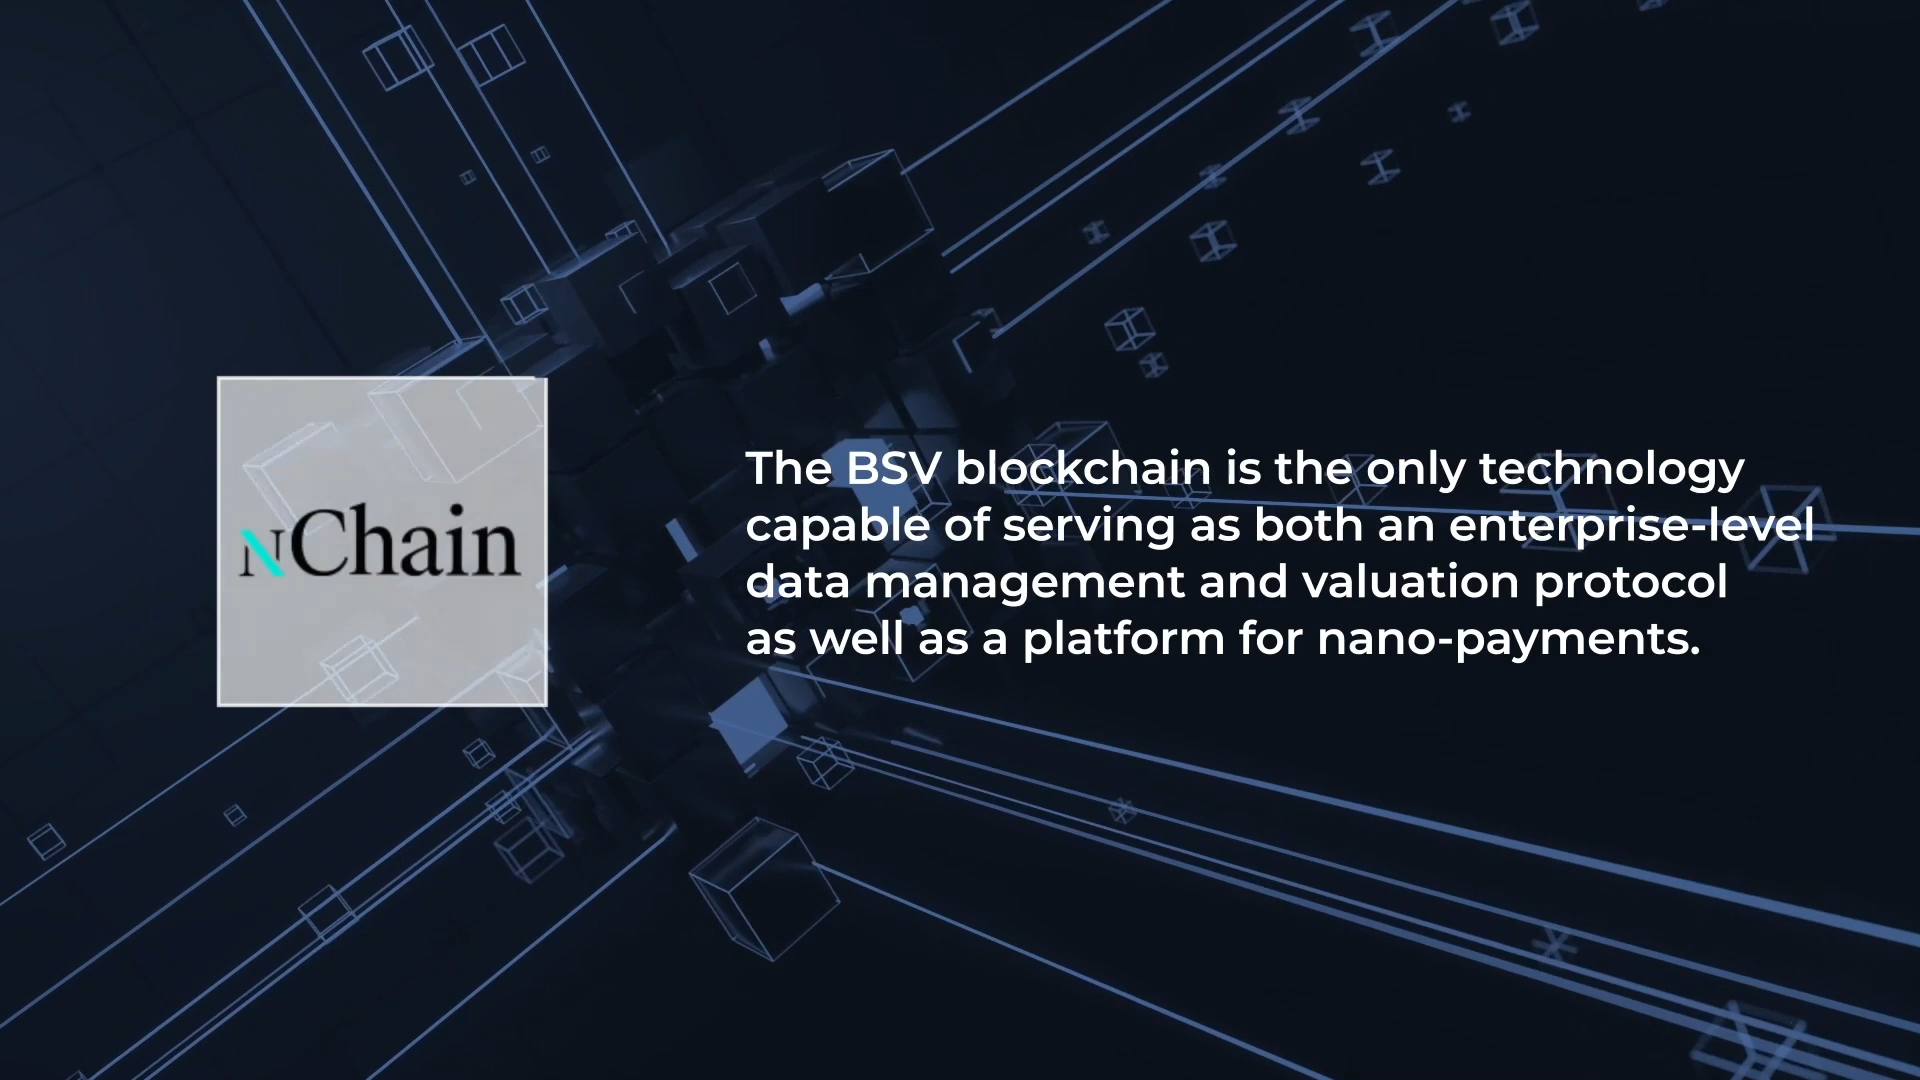 nChain
The BSV blockchain is the only technology
capable of serving as both an enterprise-level
data management and valuation protocol
as well as a platform for nano-payments.